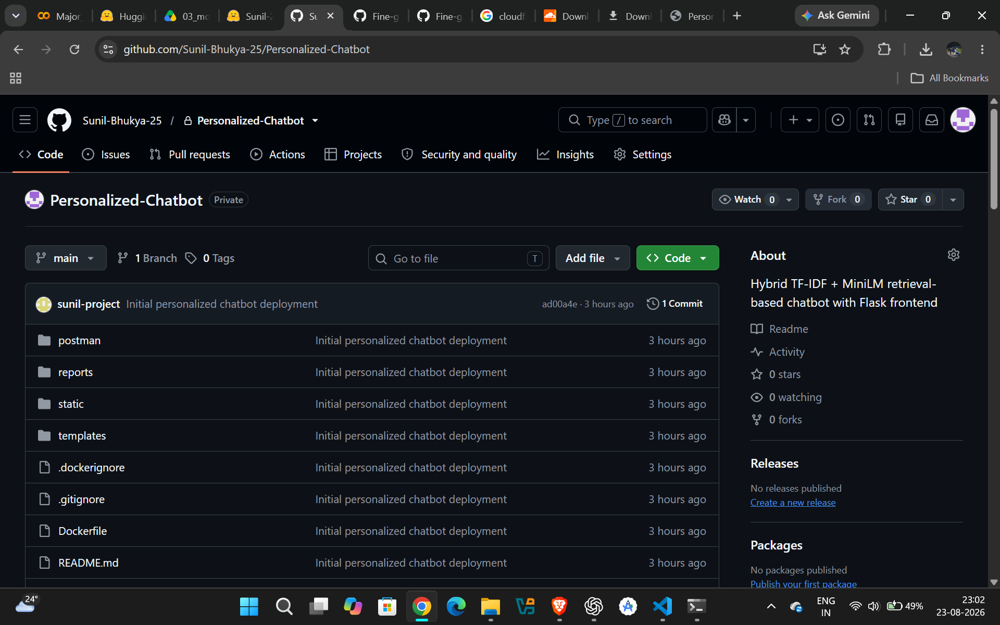 Major_
Huggi
03_mo
Sunil-2
Su
Fine-g
Fine-g
cloudf
Downl
Downl
Person
Ask Gemini
github.com/Sunil-Bhukya-25/Personalized-Chatbot
All Bookmarks
Sunil-Bhukya-25 / Personalized-Chatbot
Type / to search
Code
Issues
Pull requests
Actions
Projects
Security and quality
Insights
Settings
Personalized-Chatbot Private
Watch 0
Fork 0
Star 0
main
1 Branch
0 Tags
Go to file T
Add file
Code
sunil-project Initial personalized chatbot deployment ad00a4e · 3 hours ago 1 Commit
postman Initial personalized chatbot deployment 3 hours ago
reports Initial personalized chatbot deployment 3 hours ago
static Initial personalized chatbot deployment 3 hours ago
templates Initial personalized chatbot deployment 3 hours ago
.dockerignore Initial personalized chatbot deployment 3 hours ago
.gitignore Initial personalized chatbot deployment 3 hours ago
Dockerfile Initial personalized chatbot deployment 3 hours ago
README.md Initial personalized chatbot deployment 3 hours ago
About
Hybrid TF-IDF + MiniLM retrieval-
based chatbot with Flask frontend
Readme
Activity
0 stars
0 watching
0 forks
Releases
No releases published
Create a new release
Packages
No packages published
Publish your first package
24°
ENG
IN
49%
23:02
23-08-2026